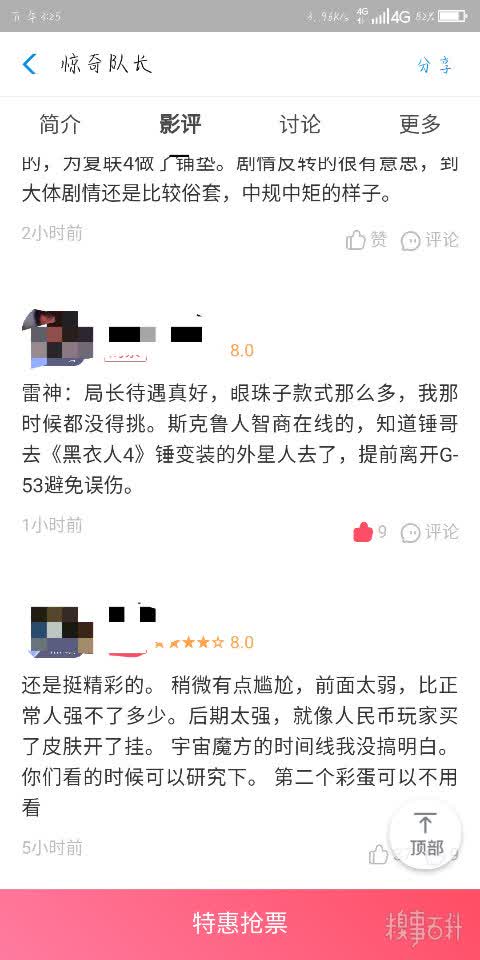 下午3:25 3.96K/s 4G 4G 82%
惊奇队长 分享
简介 影评 讨论 更多
的，为复联4做了铺垫。剧情反转的很有意思，到
大体剧情还是比较俗套，中规中矩的样子。
2小时前 赞 评论
8.0
雷神：局长待遇真好，眼珠子款式那么多，我那
时候都没得挑。斯克鲁人智商在线的，知道锤哥
去《黑衣人4》锤变装的外星人去了，提前离开G-
53避免误伤。
1小时前 9 评论
8.0
还是挺精彩的。 稍微有点尴尬，前面太弱，比正
常人强不了多少。后期太强，就像人民币玩家买
了皮肤开了挂。 宇宙魔方的时间线我没搞明白。
你们看的时候可以研究下。 第二个彩蛋可以不用
看
顶部
5小时前
特惠抢票
糗事百科